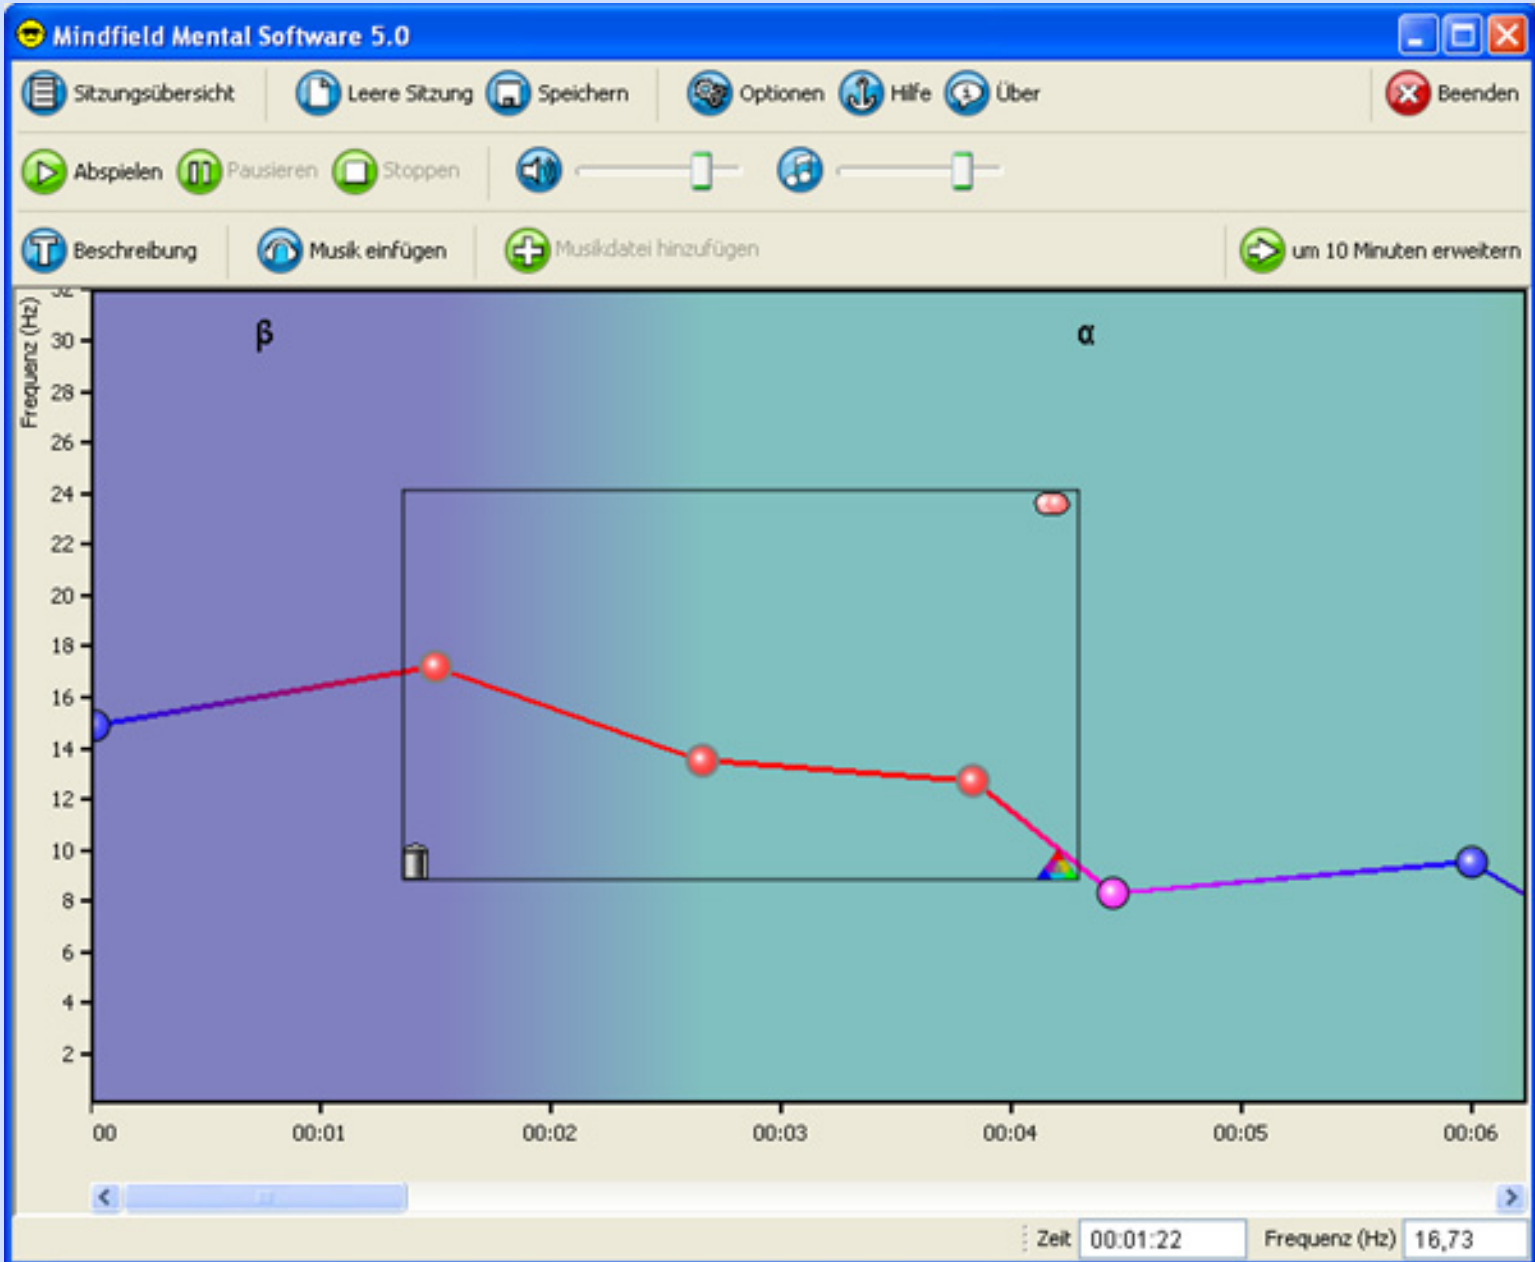 Mindfield Mental Software 5.0
Sitzungsübersicht Leere Sitzung Speichern Optionen Hilfe Über Beenden
Abspielen Pausieren Stoppen
T Beschreibung Musik einfügen Musikdatei hinzufügen um 10 Minuten erweitern
Frequenz (Hz)
β α
32
30
28
26
24
22
20
18
16
14
12
10
8
6
4
2
00 00:01 00:02 00:03 00:04 00:05 00:06
Zeit 00:01:22 Frequenz (Hz) 16,73